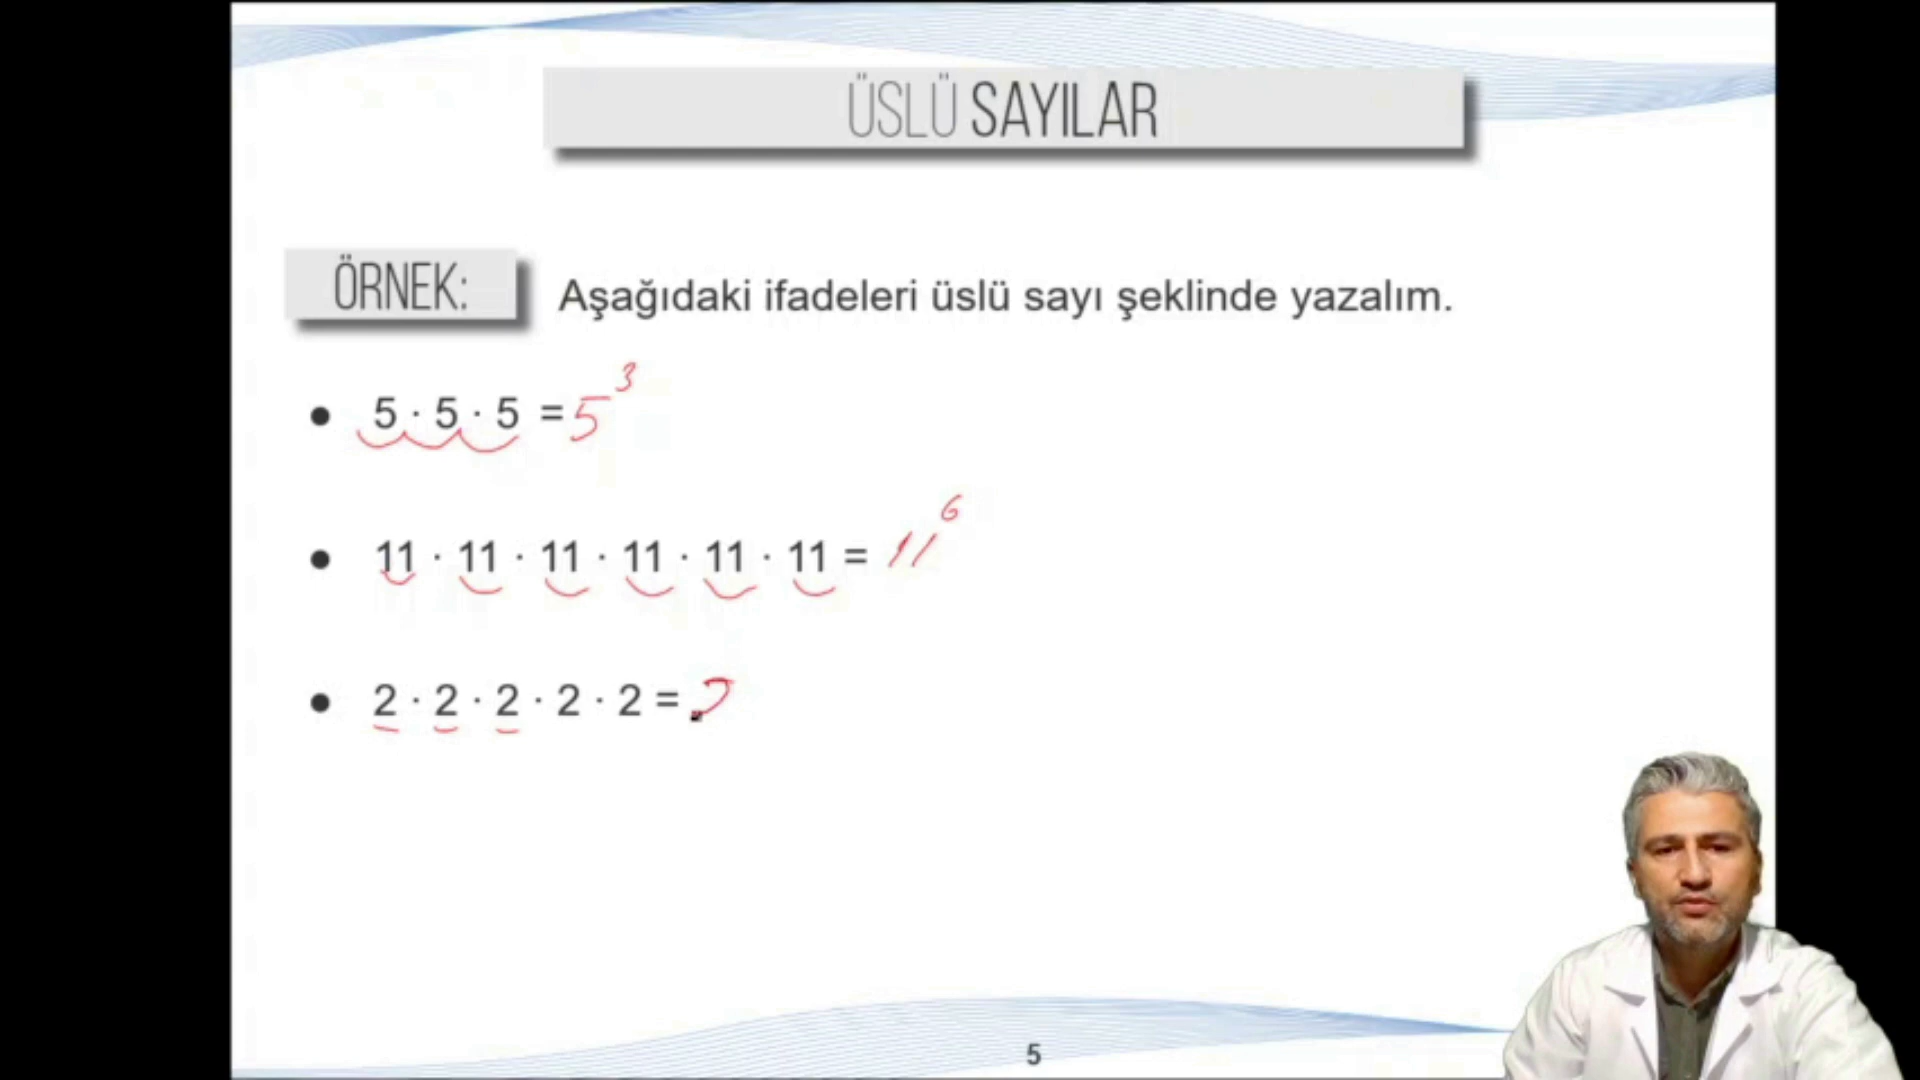 ÜSLÜ SAYILAR
ÖRNEK:
Aşağıdaki ifadeleri üslü sayı şeklinde yazalım.
● 5 · 5 · 5 = 5³
● 11 · 11 · 11 · 11 · 11 · 11 = 11⁶
● 2 · 2 · 2 · 2 · 2 = 2
5